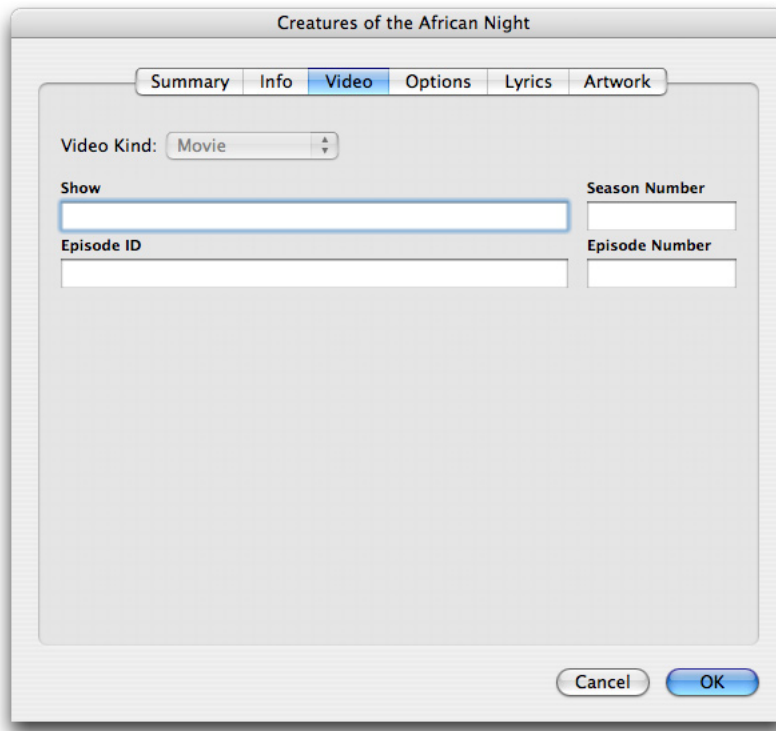 Creatures of the African Night
Summary Info Video Options Lyrics Artwork
Video Kind: Movie
Show Season Number
Episode ID Episode Number
Cancel OK